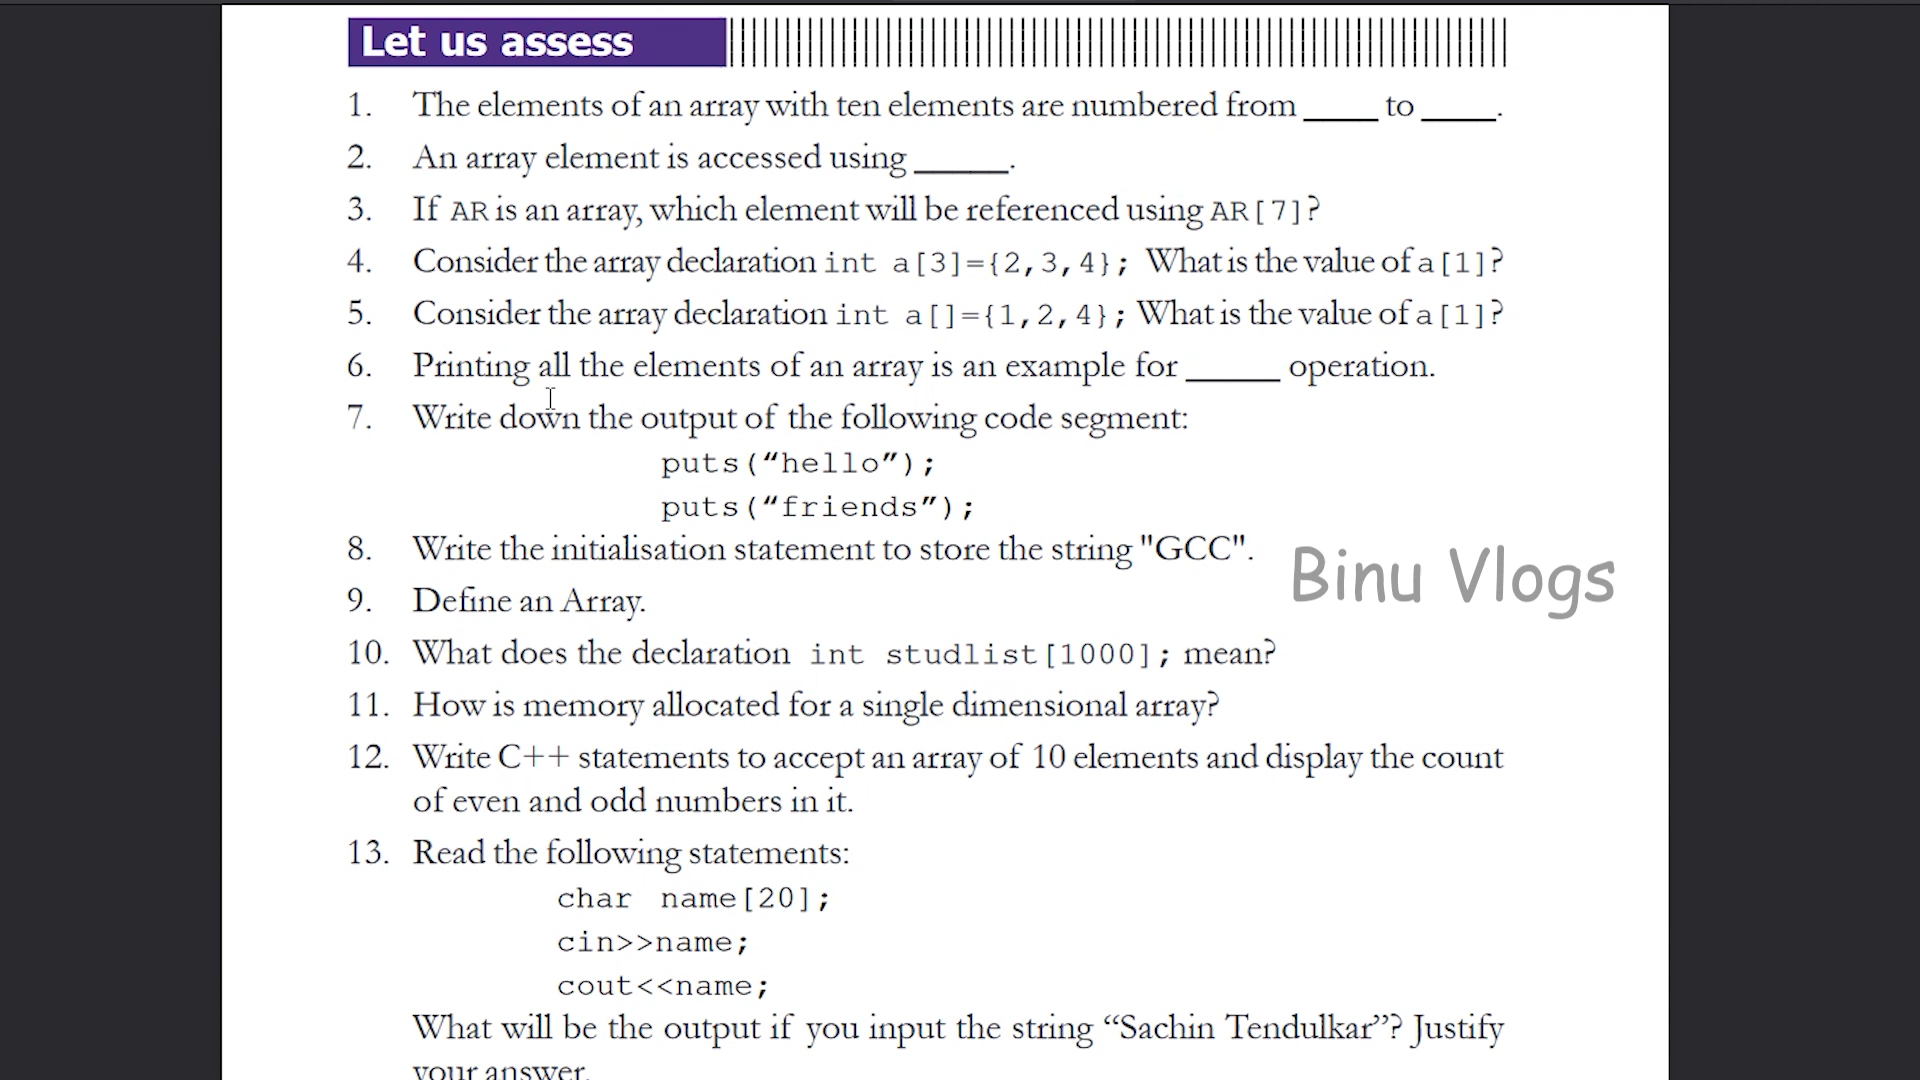 Let us assess
1. The elements of an array with ten elements are numbered from ____ to ____.
2. An array element is accessed using _____.
3. If AR is an array, which element will be referenced using AR[7]?
4. Consider the array declaration int a[3]={2,3,4}; What is the value of a[1]?
5. Consider the array declaration int a[]={1,2,4}; What is the value of a[1]?
6. Printing all the elements of an array is an example for _____ operation.
7. Write down the output of the following code segment:
puts(“hello”);
puts(“friends”);
8. Write the initialisation statement to store the string "GCC".
Binu Vlogs
9. Define an Array.
10. What does the declaration int studlist[1000]; mean?
11. How is memory allocated for a single dimensional array?
12. Write C++ statements to accept an array of 10 elements and display the count
of even and odd numbers in it.
13. Read the following statements:
char name[20];
cin>>name;
cout<<name;
What will be the output if you input the string “Sachin Tendulkar”? Justify
your answer.